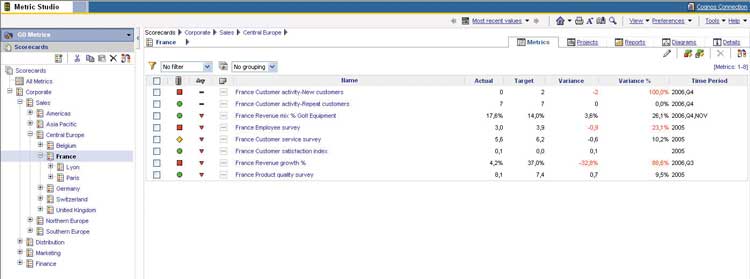 Metric Studio
Cognos Connection
GO Metrics
Most recent values
View
Preferences
Tools
Help
Scorecards
Scorecards > Corporate > Sales > Central Europe >
France >
Metrics
Projects
Reports
Diagrams
Details
No filter
No grouping
[Metrics: 1-8]
Scorecards
All Metrics
Corporate
Sales
Americas
Asia Pacific
Central Europe
Belgium
France
Lyon
Paris
Germany
Switzerland
United Kingdom
Northern Europe
Southern Europe
Distribution
Marketing
Finance
Name Actual Target Variance Variance % Time Period
France Customer activity-New customers 0 2 -2 100,0% 2006,Q4
France Customer activity-Repeat customers 7 7 0 0,0% 2006,Q4
France Revenue mix % Golf Equipment 17,6% 14,0% 3,6% 26,1% 2006,Q4,NOV
France Employee survey 3,0 3,9 -0,9 23,1% 2005
France Customer service survey 5,6 6,2 -0,6 10,2% 2005
France Customer satisfaction index 0,1 0,0 0,1 2005
France Revenue growth % 4,2% 37,0% -32,8% 88,6% 2006,Q3
France Product quality survey 8,1 7,4 0,7 9,5% 2005